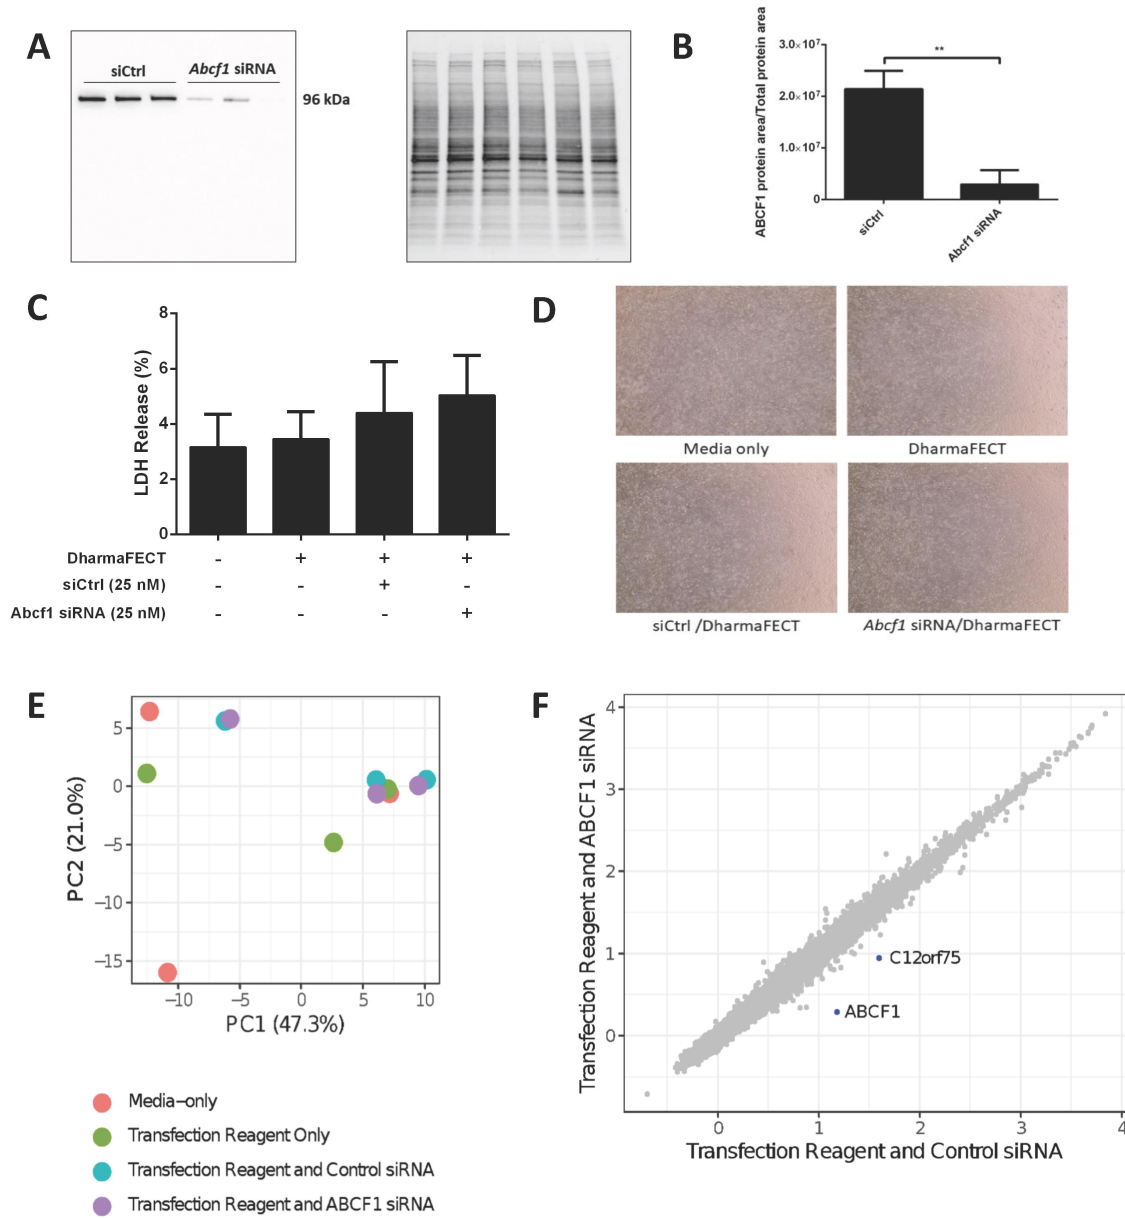 A
siCtrl
Abcf1 siRNA
96 kDa
B
ABCF1 protein area/Total protein area
3.0×10⁷
2.0×10⁷
1.0×10⁷
0
**
siCtrl
Abcf1 siRNA
C
LDH Release (%)
8
6
4
2
0
DharmaFECT - + + +
siCtrl (25 nM) - - + -
Abcf1 siRNA (25 nM) - - - +
D
Media only
DharmaFECT
siCtrl /DharmaFECT
Abcf1 siRNA/DharmaFECT
E
PC2 (21.0%)
5
0
−5
−10
−15
−10 −5 0 5 10
PC1 (47.3%)
Media−only
Transfection Reagent Only
Transfection Reagent and Control siRNA
Transfection Reagent and ABCF1 siRNA
F
Transfection Reagent and ABCF1 siRNA
4
3
2
1
0
C12orf75
ABCF1
0 1 2 3 4
Transfection Reagent and Control siRNA